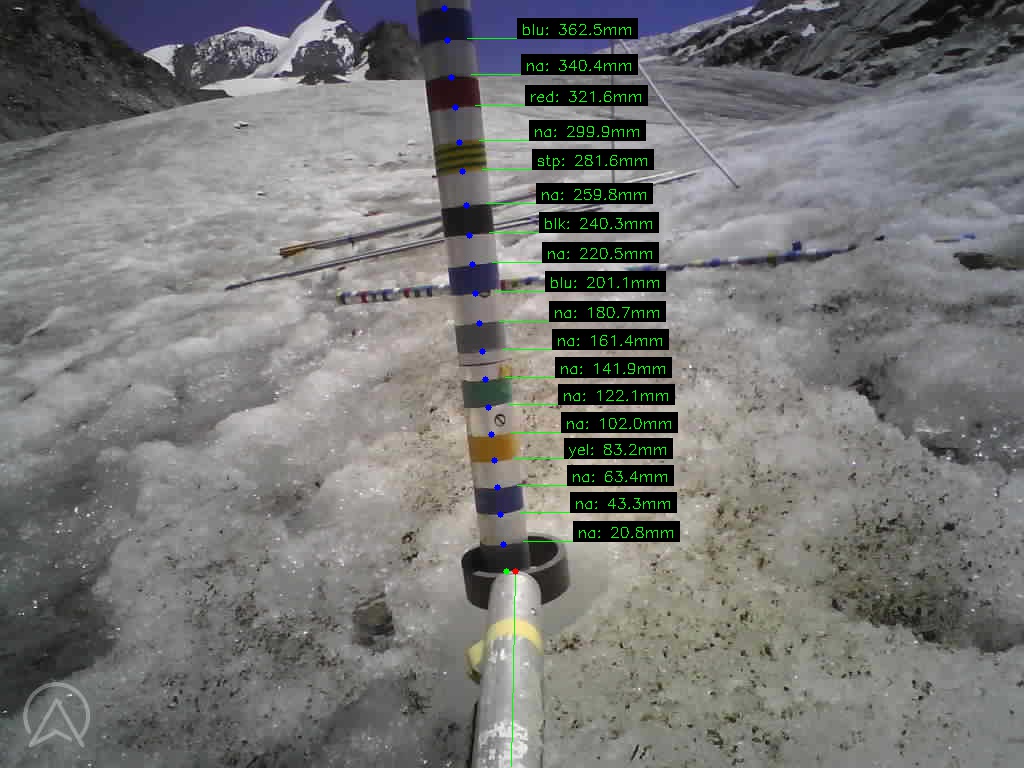 blu: 362.5mm
na: 340.4mm
red: 321.6mm
na: 299.9mm
stp: 281.6mm
na: 259.8mm
blk: 240.3mm
na: 220.5mm
blu: 201.1mm
na: 180.7mm
na: 161.4mm
na: 141.9mm
na: 122.1mm
na: 102.0mm
yel: 83.2mm
na: 63.4mm
na: 43.3mm
na: 20.8mm